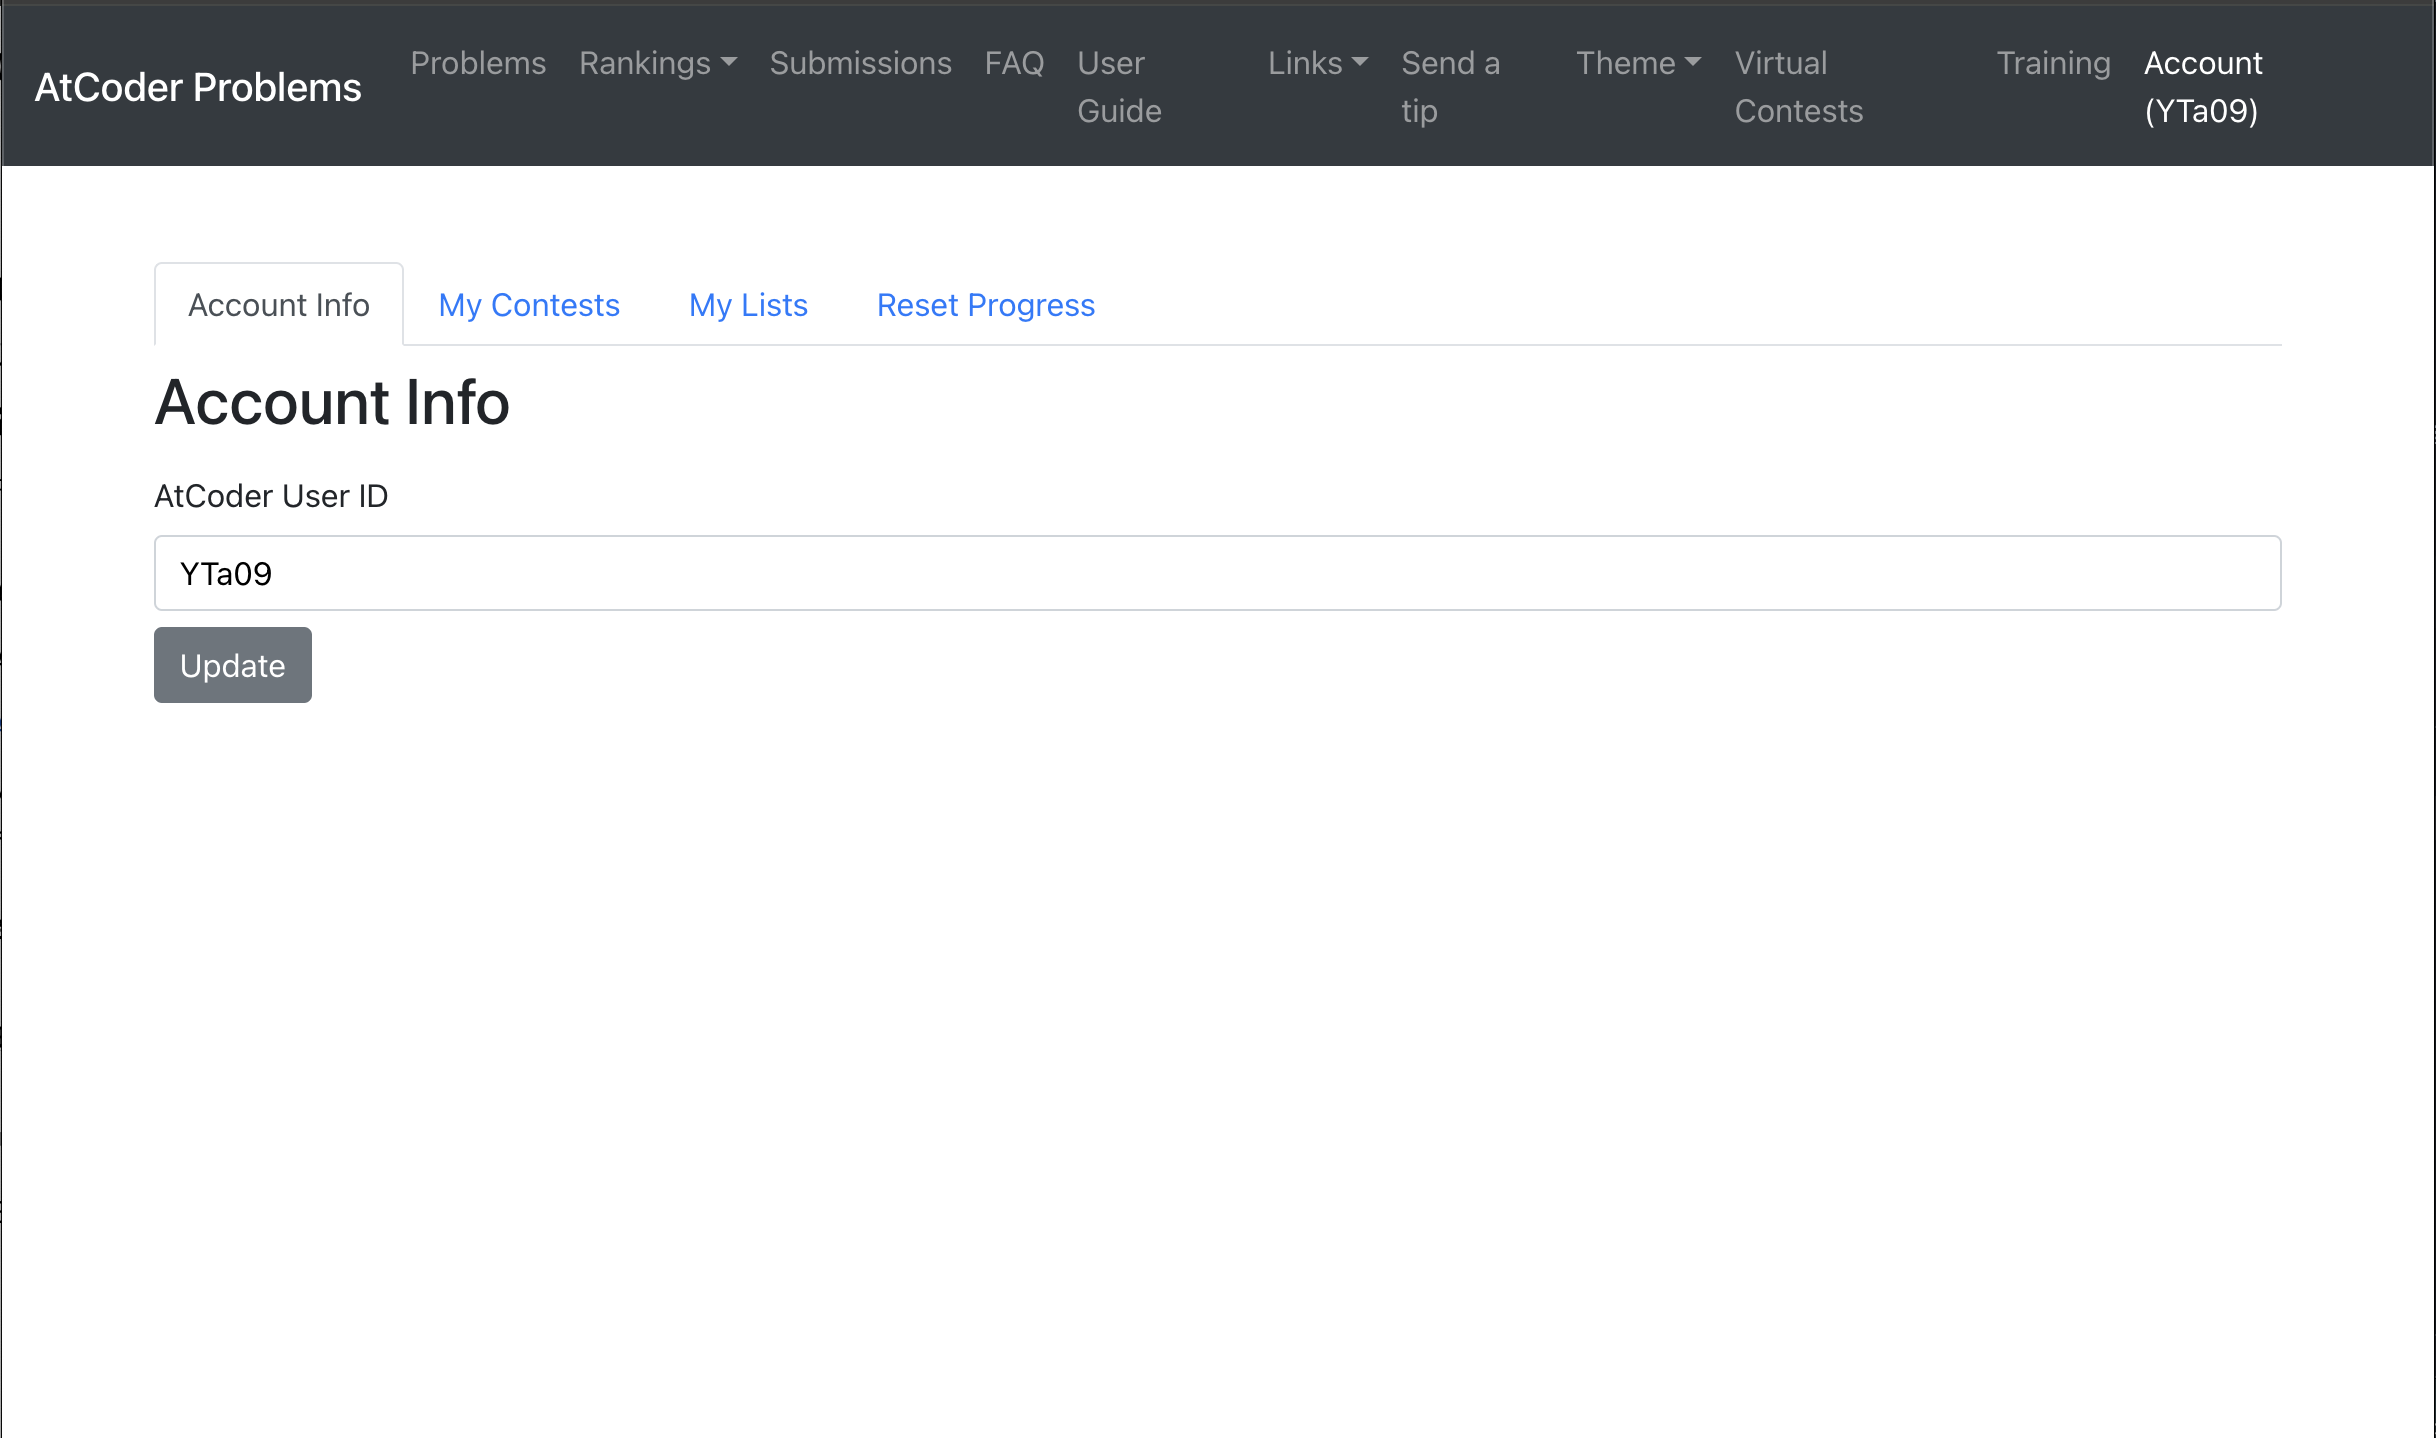 AtCoder Problems
Problems Rankings Submissions FAQ User Guide Links Send a tip Theme Virtual Contests Training Account (YTa09)
Account Info My Contests My Lists Reset Progress
Account Info
AtCoder User ID
YTa09
Update